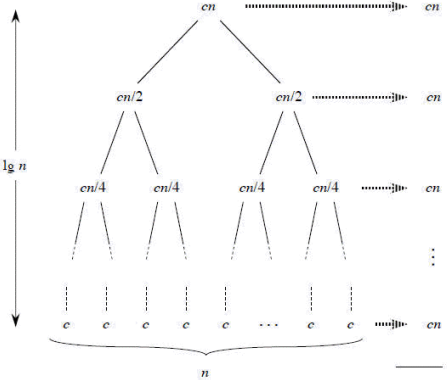 cn cn
cn/2 cn/2 cn
lg n
cn/4 cn/4 cn/4 cn/4 cn
⋮
c c c c c ··· c c cn
n